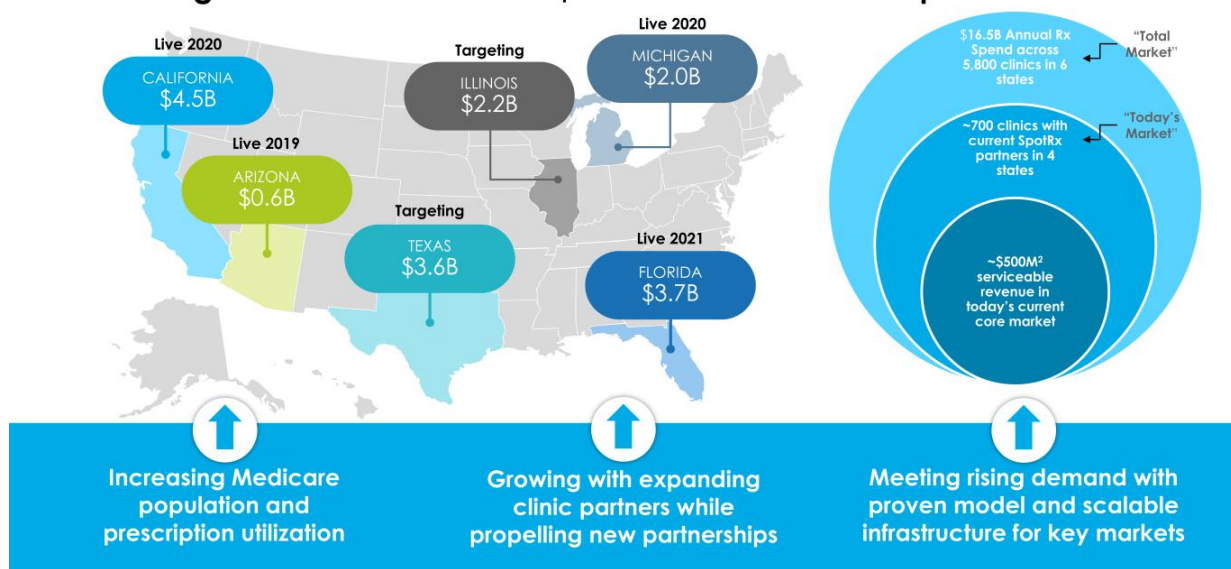 Live 2020
CALIFORNIA
$4.5B
Live 2019
ARIZONA
$0.6B
Targeting
ILLINOIS
$2.2B
Live 2020
MICHIGAN
$2.0B
Targeting
TEXAS
$3.6B
Live 2021
FLORIDA
$3.7B
$16.5B Annual Rx
Spend across
5,800 clinics in 6
states
"Total
Market"
~700 clinics with
current SpotRx
partners in 4
states
"Today's
Market"
~$500M²
serviceable
revenue in
today's current
core market
Increasing Medicare
population and
prescription utilization
Growing with expanding
clinic partners while
propelling new partnerships
Meeting rising demand with
proven model and scalable
infrastructure for key markets